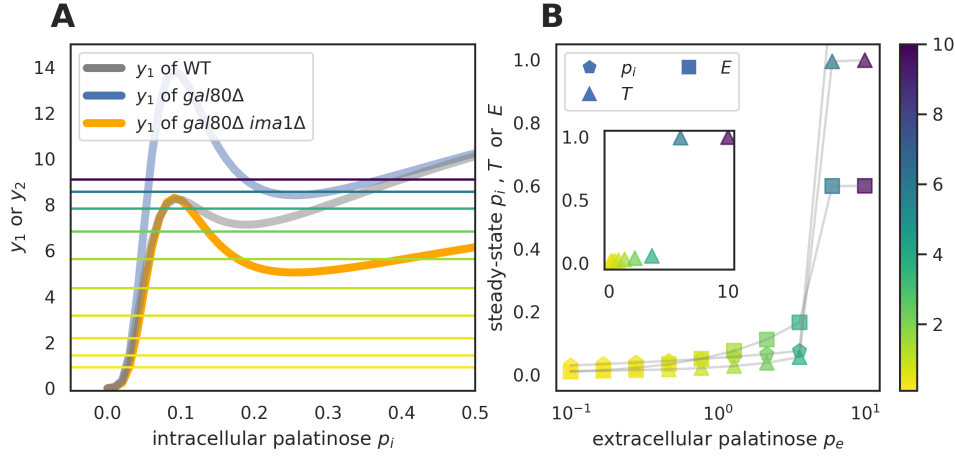 A
y₁ or y₂
14
12
10
8
6
4
2
0
y₁ of WT
y₁ of gal80Δ
y₁ of gal80Δ ima1Δ
0.0 0.1 0.2 0.3 0.4 0.5
intracellular palatinose pᵢ
B
steady-state pᵢ , T or E
1.0
0.8
0.6
0.4
0.2
0.0
pᵢ E
T
1.0
0.5
0.0
0 10
10⁻¹ 10⁰ 10¹
extracellular palatinose pₑ
10
8
6
4
2